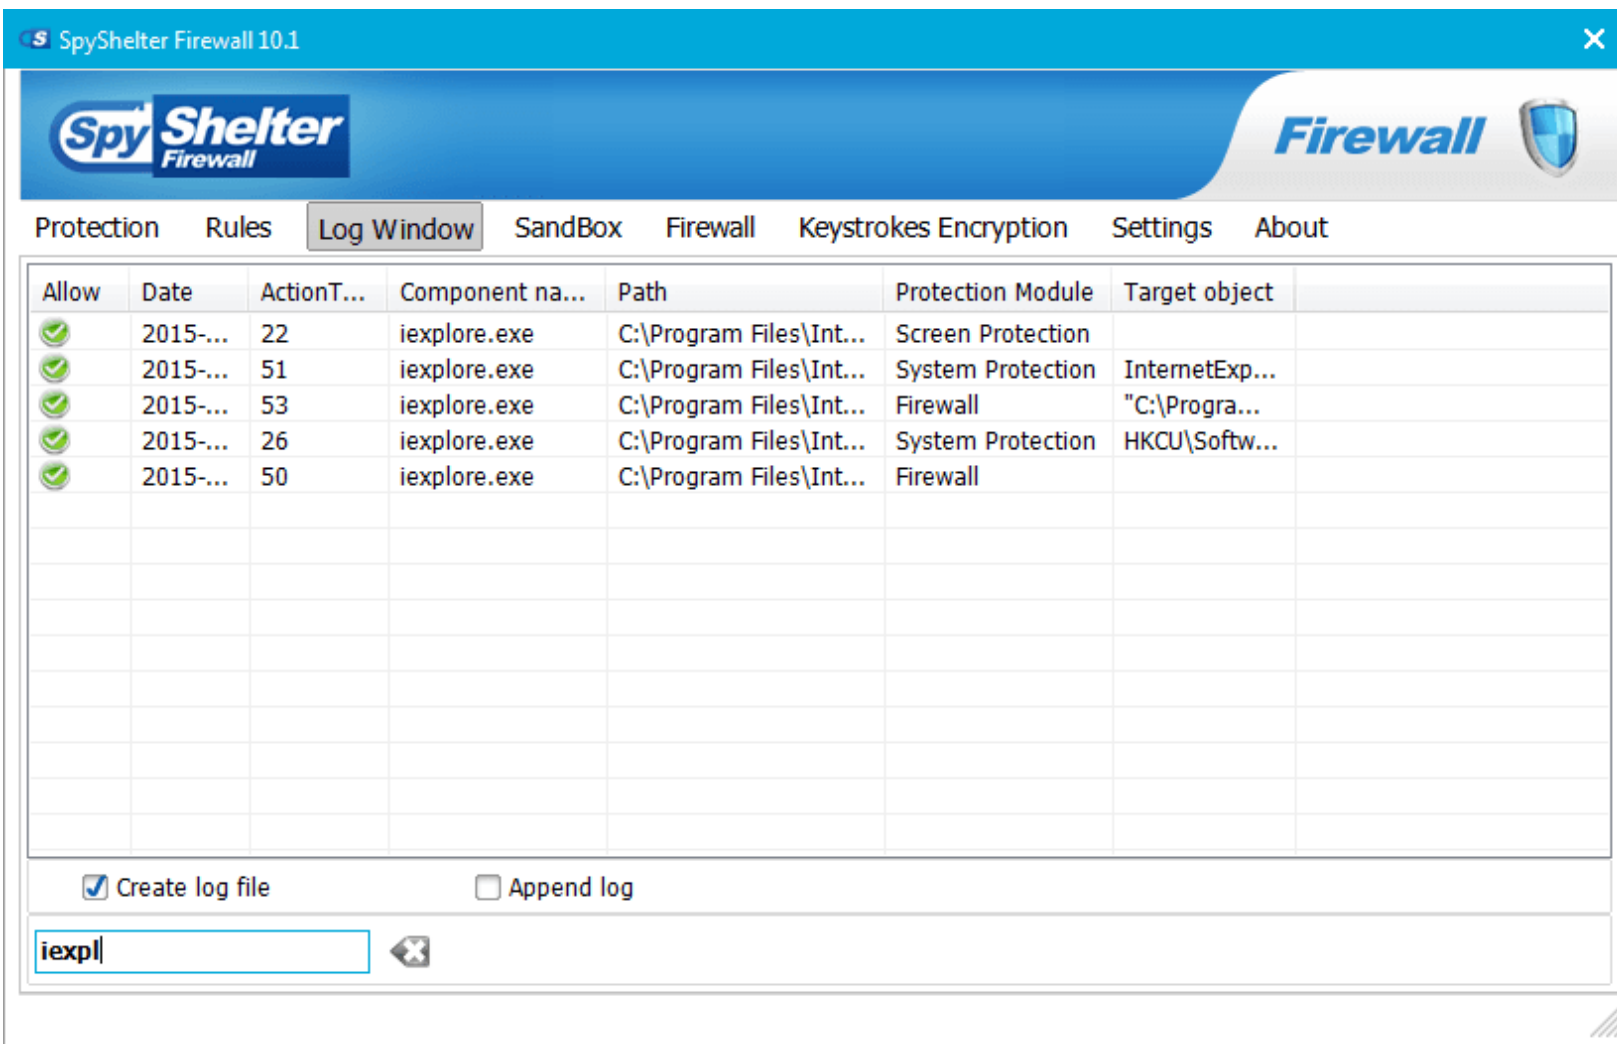 SpyShelter Firewall 10.1
Spy Shelter Firewall
Firewall
Protection Rules Log Window SandBox Firewall Keystrokes Encryption Settings About
Allow Date ActionT... Component na... Path Protection Module Target object
2015-... 22 iexplore.exe C:\Program Files\Int... Screen Protection
2015-... 51 iexplore.exe C:\Program Files\Int... System Protection InternetExp...
2015-... 53 iexplore.exe C:\Program Files\Int... Firewall "C:\Progra...
2015-... 26 iexplore.exe C:\Program Files\Int... System Protection HKCU\Softw...
2015-... 50 iexplore.exe C:\Program Files\Int... Firewall
Create log file Append log
iexpl